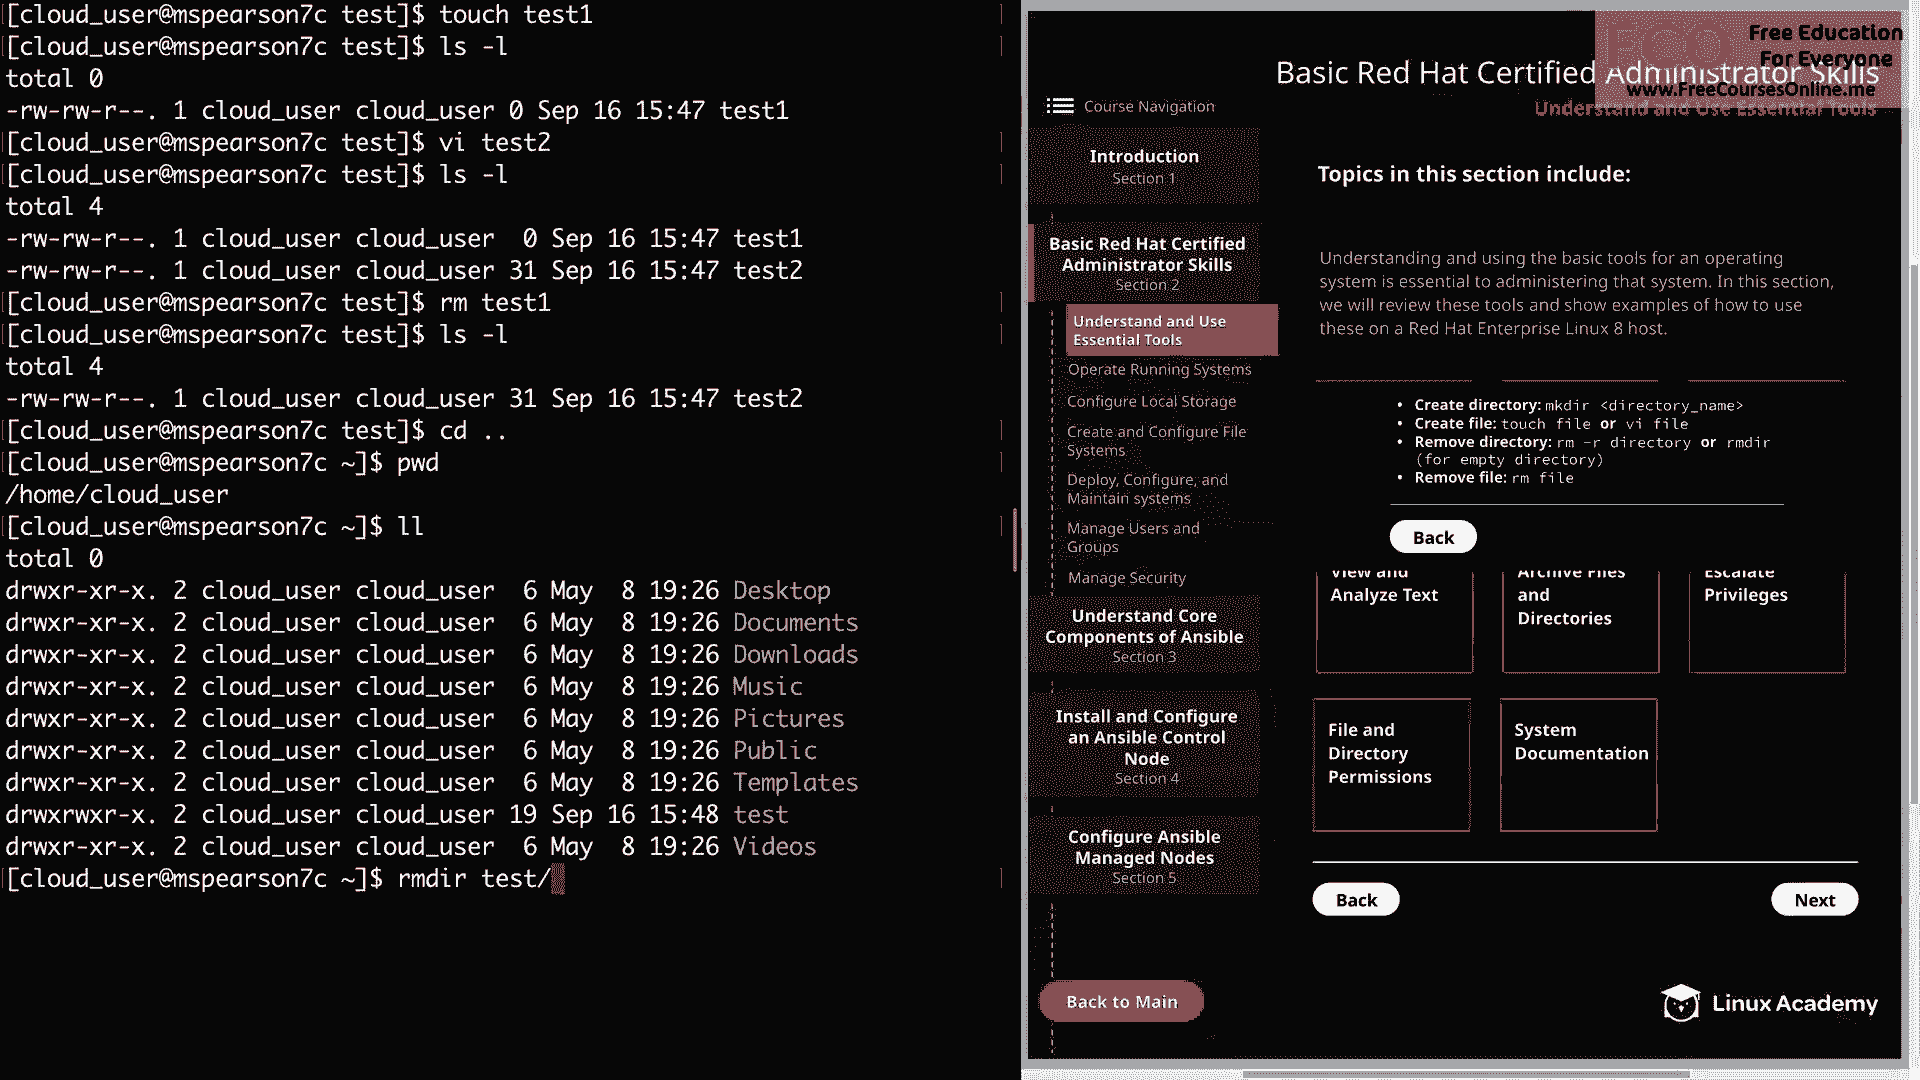 [cloud_user@mspearson7c test]$ touch test1
[cloud_user@mspearson7c test]$ ls -l
total 0
-rw-rw-r--. 1 cloud_user cloud_user 0 Sep 16 15:47 test1
[cloud_user@mspearson7c test]$ vi test2
[cloud_user@mspearson7c test]$ ls -l
total 4
-rw-rw-r--. 1 cloud_user cloud_user  0 Sep 16 15:47 test1
-rw-rw-r--. 1 cloud_user cloud_user 31 Sep 16 15:47 test2
[cloud_user@mspearson7c test]$ rm test1
[cloud_user@mspearson7c test]$ ls -l
total 4
-rw-rw-r--. 1 cloud_user cloud_user 31 Sep 16 15:47 test2
[cloud_user@mspearson7c test]$ cd ..
[cloud_user@mspearson7c ~]$ pwd
/home/cloud_user
[cloud_user@mspearson7c ~]$ ll
total 0
drwxr-xr-x. 2 cloud_user cloud_user  6 May  8 19:26 Desktop
drwxr-xr-x. 2 cloud_user cloud_user  6 May  8 19:26 Documents
drwxr-xr-x. 2 cloud_user cloud_user  6 May  8 19:26 Downloads
drwxr-xr-x. 2 cloud_user cloud_user  6 May  8 19:26 Music
drwxr-xr-x. 2 cloud_user cloud_user  6 May  8 19:26 Pictures
drwxr-xr-x. 2 cloud_user cloud_user  6 May  8 19:26 Public
drwxr-xr-x. 2 cloud_user cloud_user  6 May  8 19:26 Templates
drwxrwxr-x. 2 cloud_user cloud_user 19 Sep 16 15:48 test
drwxr-xr-x. 2 cloud_user cloud_user  6 May  8 19:26 Videos
[cloud_user@mspearson7c ~]$ rmdir test/
FCO
Free Education
For Everyone
www.FreeCoursesOnline.me
Basic Red Hat Certified Administrator Skills
Understand and Use Essential Tools
Course Navigation
Introduction
Section 1
Basic Red Hat Certified
Administrator Skills
Section 2
Understand and Use
Essential Tools
Operate Running Systems
Configure Local Storage
Create and Configure File
Systems
Deploy, Configure, and
Maintain systems
Manage Users and
Groups
Manage Security
Understand Core
Components of Ansible
Section 3
Install and Configure
an Ansible Control
Node
Section 4
Configure Ansible
Managed Nodes
Section 5
Back to Main
Topics in this section include:
Understanding and using the basic tools for an operating
system is essential to administering that system. In this section,
we will review these tools and show examples of how to use
these on a Red Hat Enterprise Linux 8 host.
• Create directory: mkdir <directory_name>
• Create file: touch file or vi file
• Remove directory: rm -r directory or rmdir
(for empty directory)
• Remove file: rm file
Back
View and
Analyze Text
Archive Files
and
Directories
Escalate
Privileges
File and
Directory
Permissions
System
Documentation
Back
Next
Linux Academy